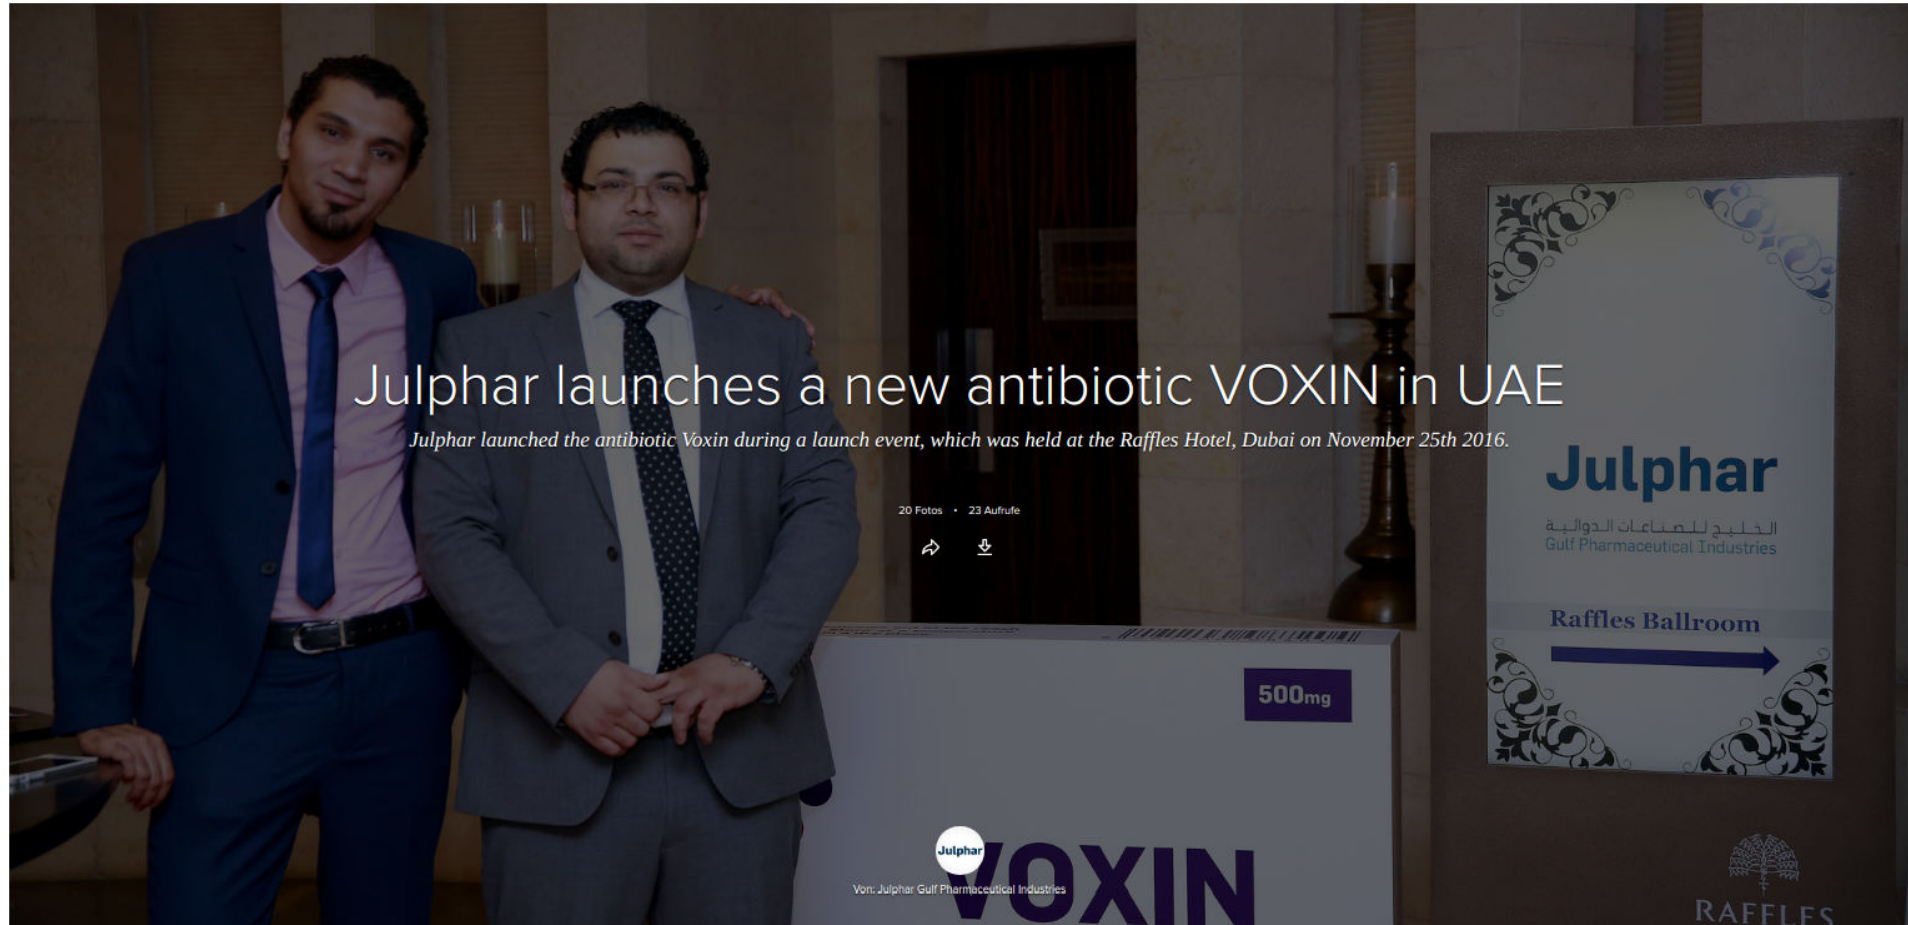 Julphar launches a new antibiotic VOXIN in UAE
Julphar launched the antibiotic Voxin during a launch event, which was held at the Raffles Hotel, Dubai on November 25th 2016.
20 Fotos • 23 Aufrufe
Julphar
الخليج للصناعات الدوائية
Gulf Pharmaceutical Industries
Raffles Ballroom
500mg
Julphar
Von: Julphar Gulf Pharmaceutical Industries
VOXIN
RAFFLES